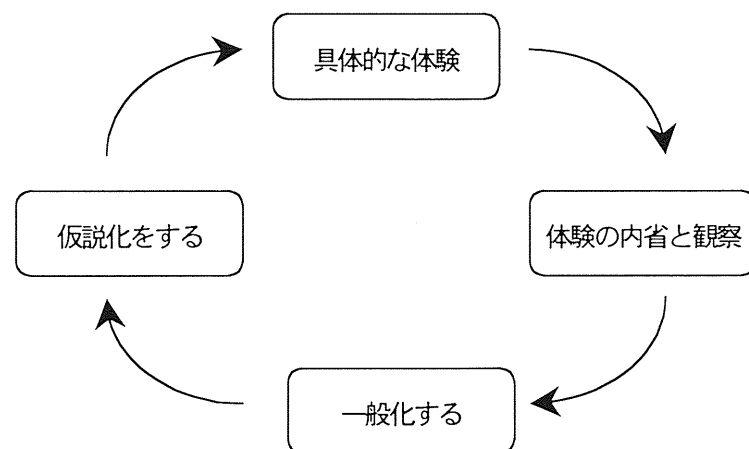 具体的な体験
仮説化をする
体験の内省と観察
一般化する